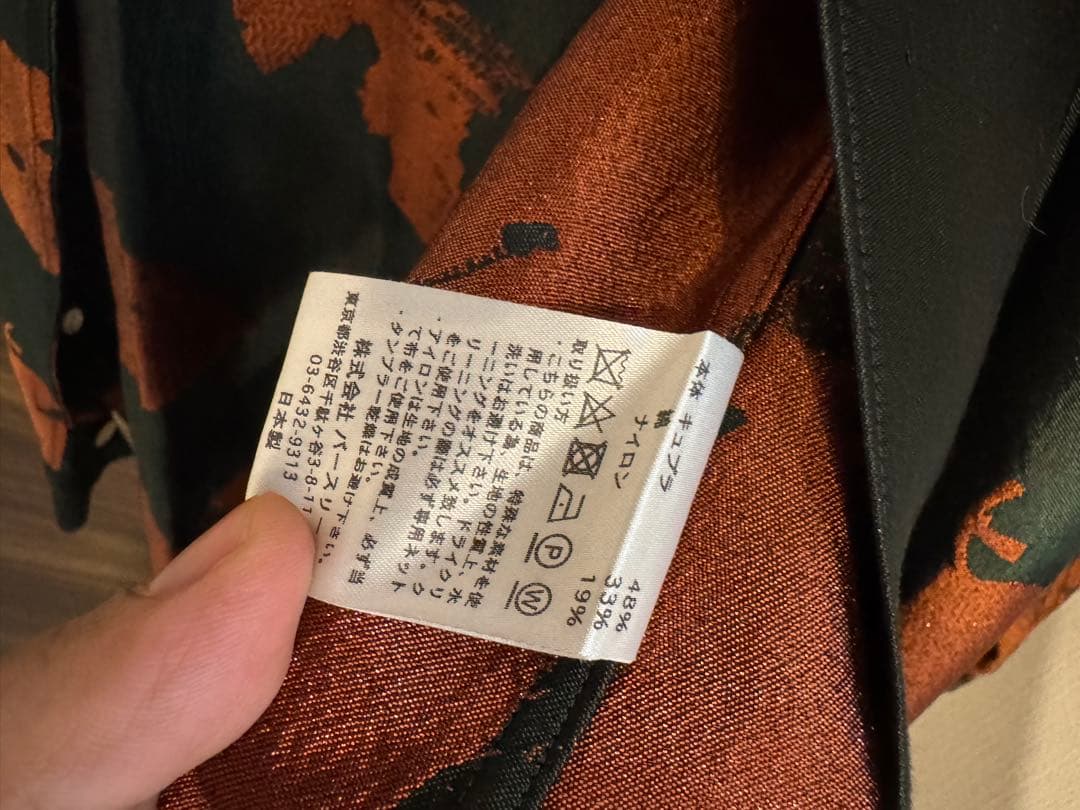 本体 キュプラ 48%
綿 33%
ナイロン 19%
取り扱い方
・こちらの商品は、特殊な素材を使
用している為、生地の性質上、水
洗いはお避け下さい。ドライクリ
ーニングをオススメ致します。ク
リーニングの際は必ず専用ネット
をご使用下さい。
・アイロンは生地の性質上、必ず当
て布をご使用下さい。
・タンブラー乾燥はお避け下さい。
株式会社 バースリー
東京都渋谷区千駄ヶ谷3-8-11
03-6432-9313
日本製
P
W